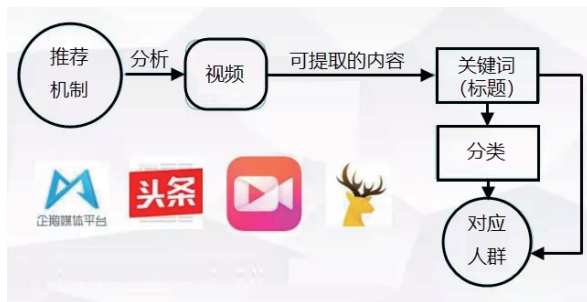 推荐
机制
分析
视频
可提取的内容
关键词
(标题)
分类
对应
人群
企鹅媒体平台
头条